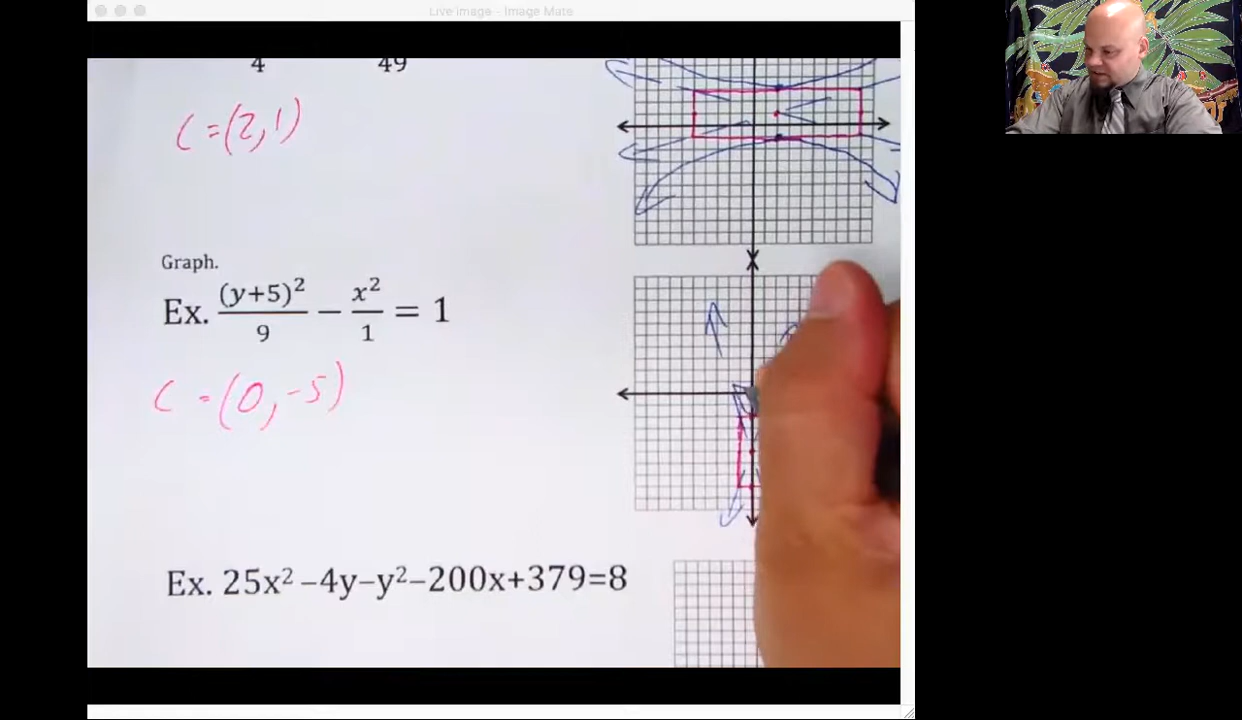 Live image - Image Mate
4 49
C=(2,1)
Graph.
Ex. (y+5)²/9 − x²/1 = 1
C=(0,-5)
Ex. 25x² −4y−y²−200x+379=8